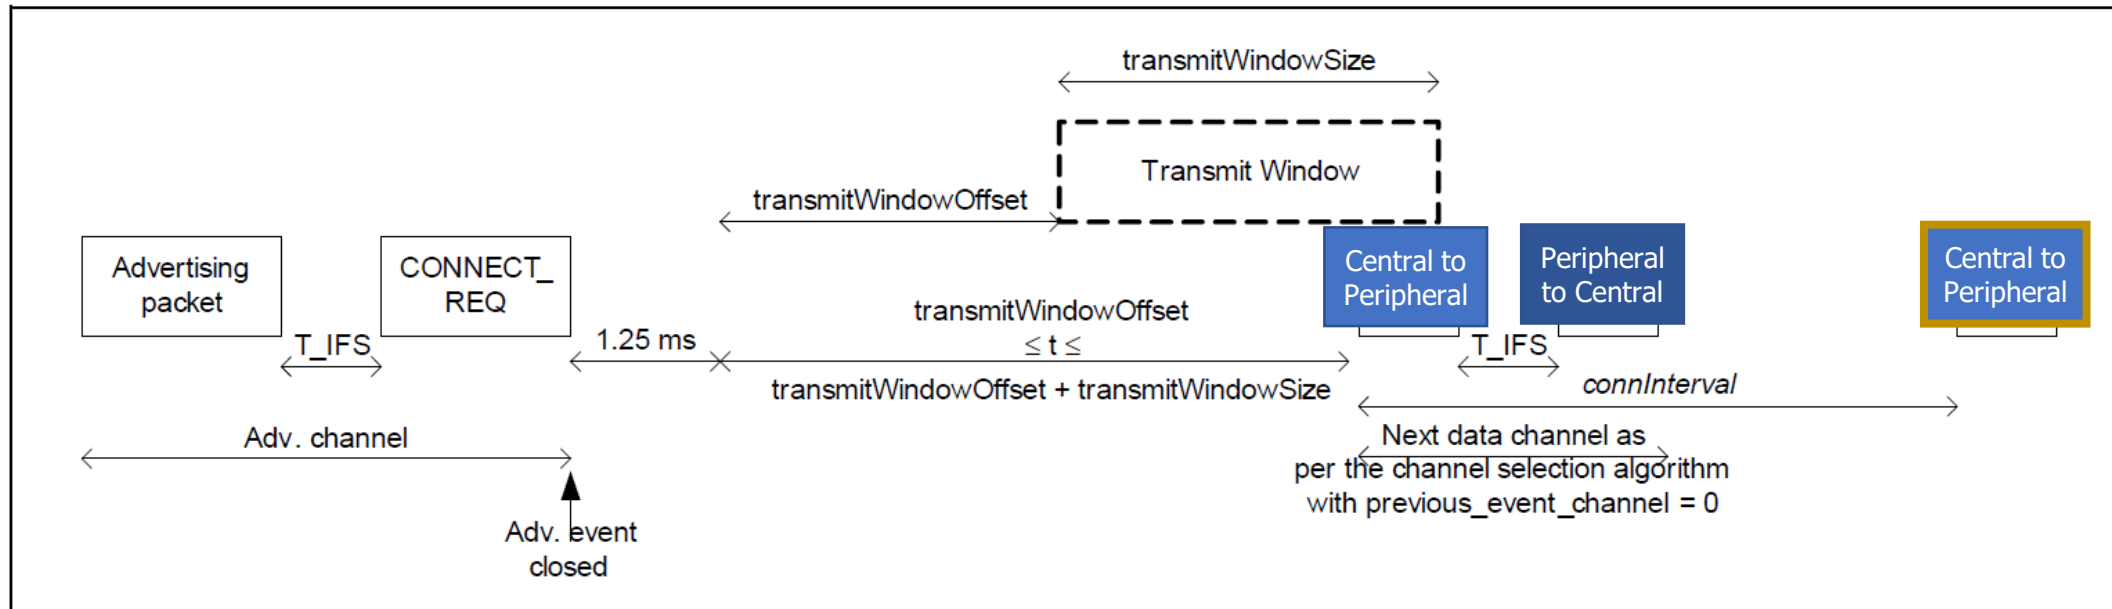 transmitWindowSize
Transmit Window
transmitWindowOffset
Advertising
packet
CONNECT_
REQ
Central to
Peripheral
Peripheral
to Central
Central to
Peripheral
T_IFS
1.25 ms
transmitWindowOffset
≤ t ≤
transmitWindowOffset + transmitWindowSize
T_IFS
connInterval
Adv. channel
Next data channel as
per the channel selection algorithm
with previous_event_channel = 0
Adv. event
closed